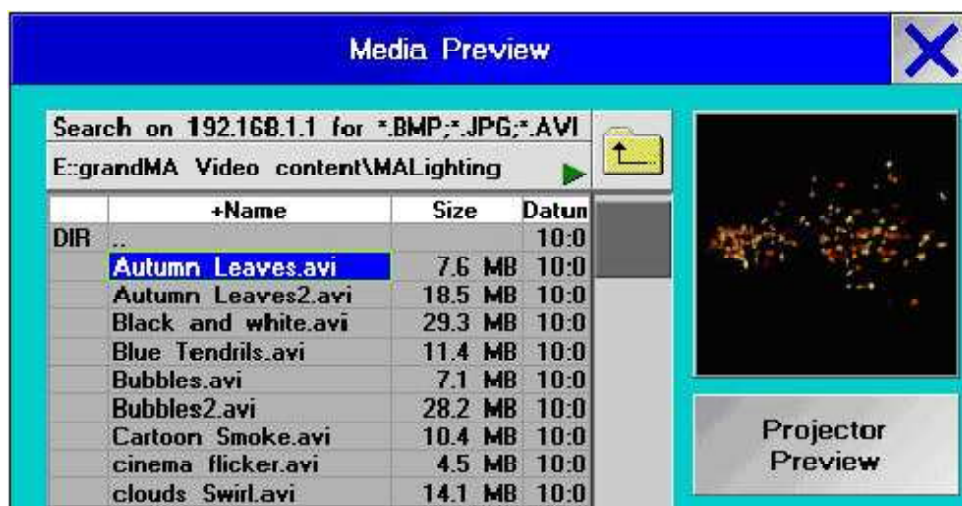 Media Preview
Search on 192.168.1.1 for *.BMP;*.JPG;*.AVI
E::grandMA Video content\MALighting
+Name Size Datun
DIR .. 10:0
Autumn Leaves.avi 7.6 MB 10:0
Autumn Leaves2.avi 18.5 MB 10:0
Black and white.avi 29.3 MB 10:0
Blue Tendrils.avi 11.4 MB 10:0
Bubbles.avi 7.1 MB 10:0
Bubbles2.avi 28.2 MB 10:0
Cartoon Smoke.avi 10.4 MB 10:0
cinema flicker.avi 4.5 MB 10:0
clouds Swirl.avi 14.1 MB 10:0
Projector
Preview